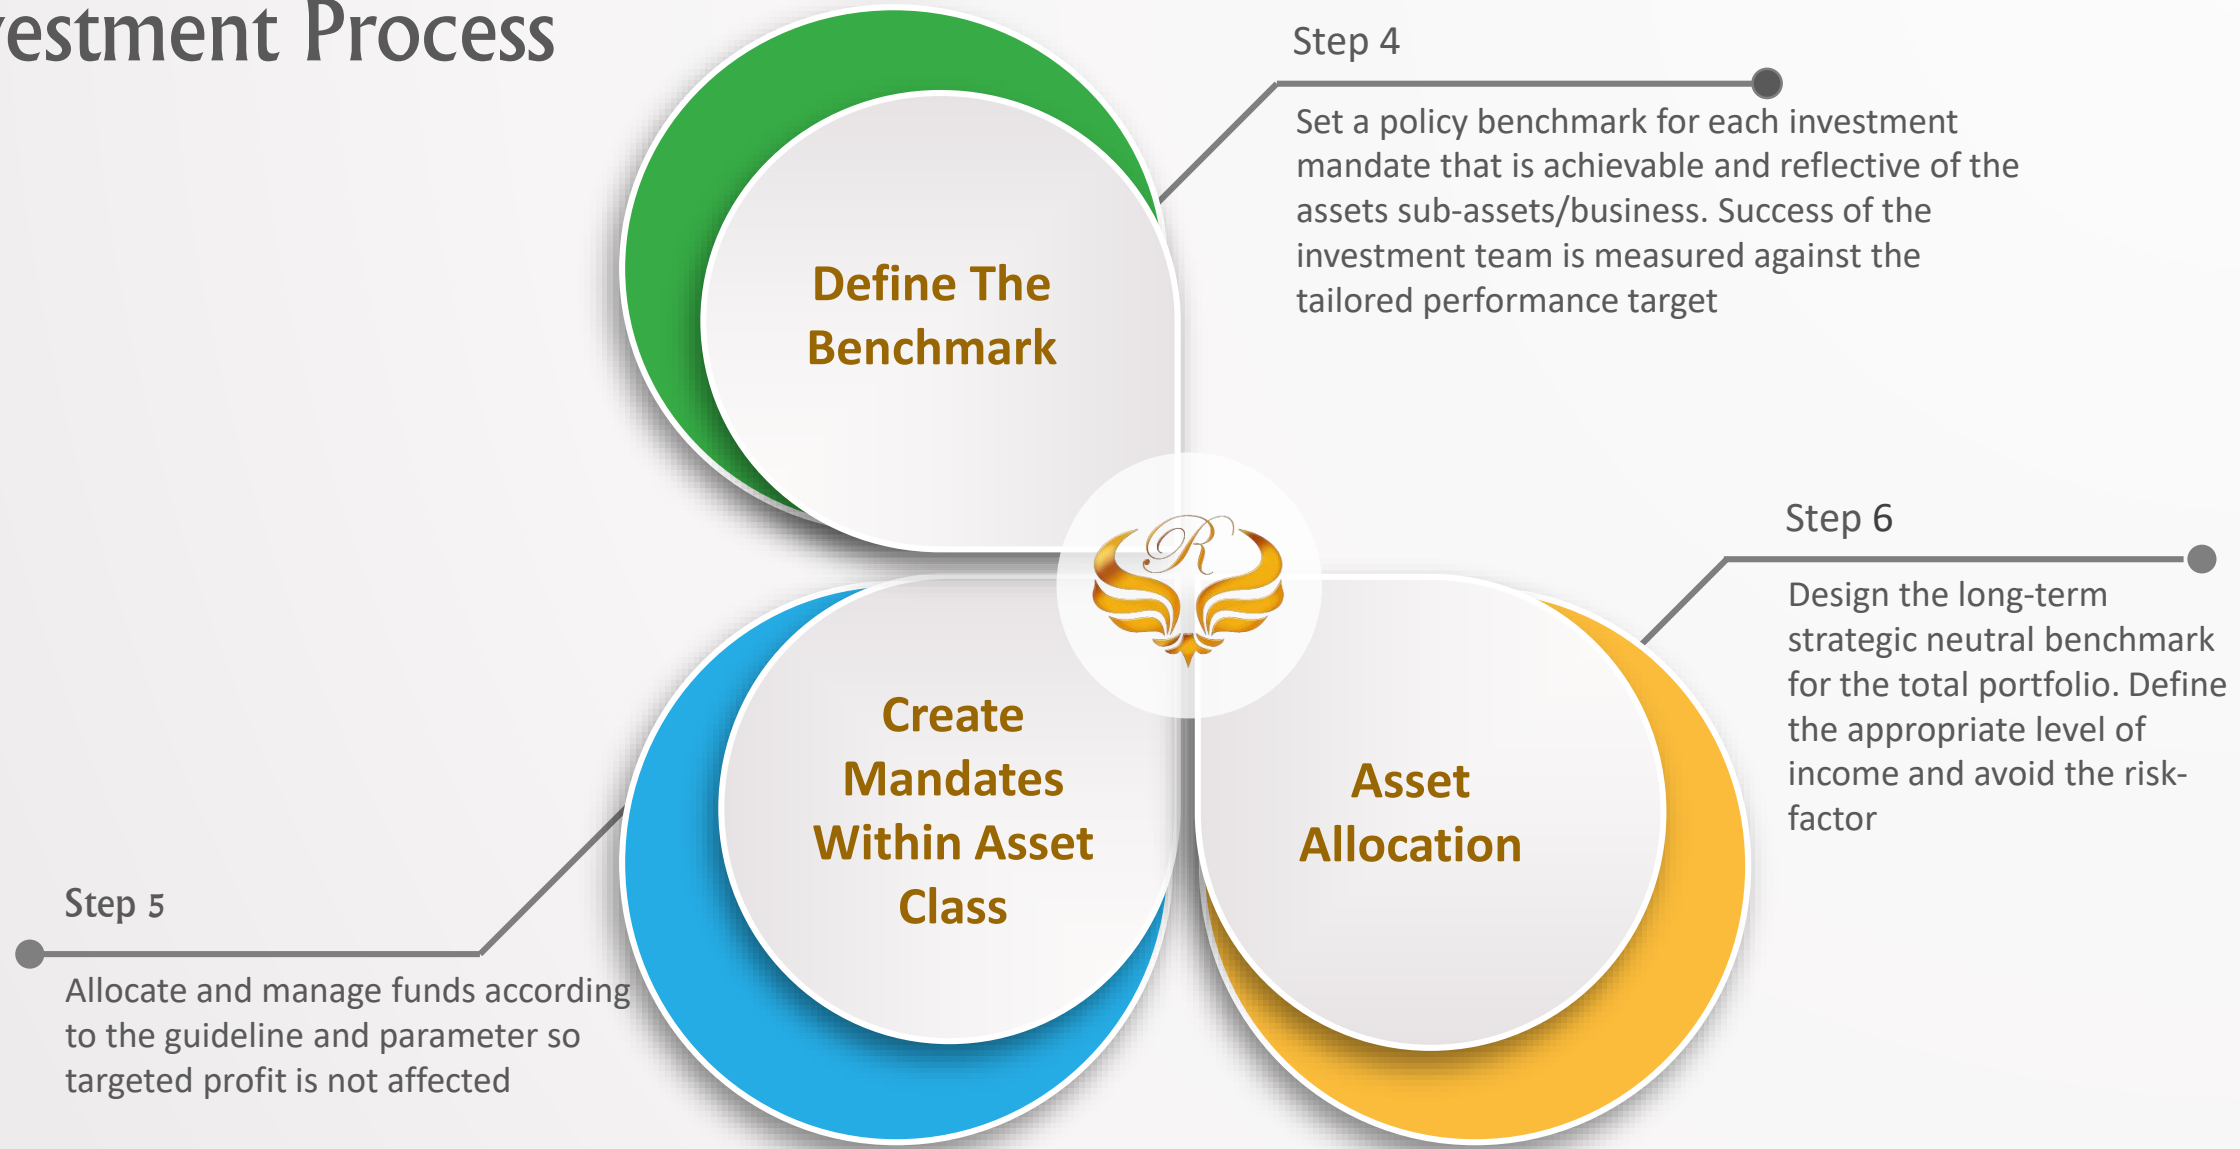 vestment Process
Step 4
Set a policy benchmark for each investment
mandate that is achievable and reflective of the
assets sub-assets/business. Success of the
investment team is measured against the
tailored performance target
Define The
Benchmark
R
Step 6
Design the long-term
strategic neutral benchmark
for the total portfolio. Define
the appropriate level of
income and avoid the risk-
factor
Create
Mandates
Within Asset
Class
Asset
Allocation
Step 5
Allocate and manage funds according
to the guideline and parameter so
targeted profit is not affected